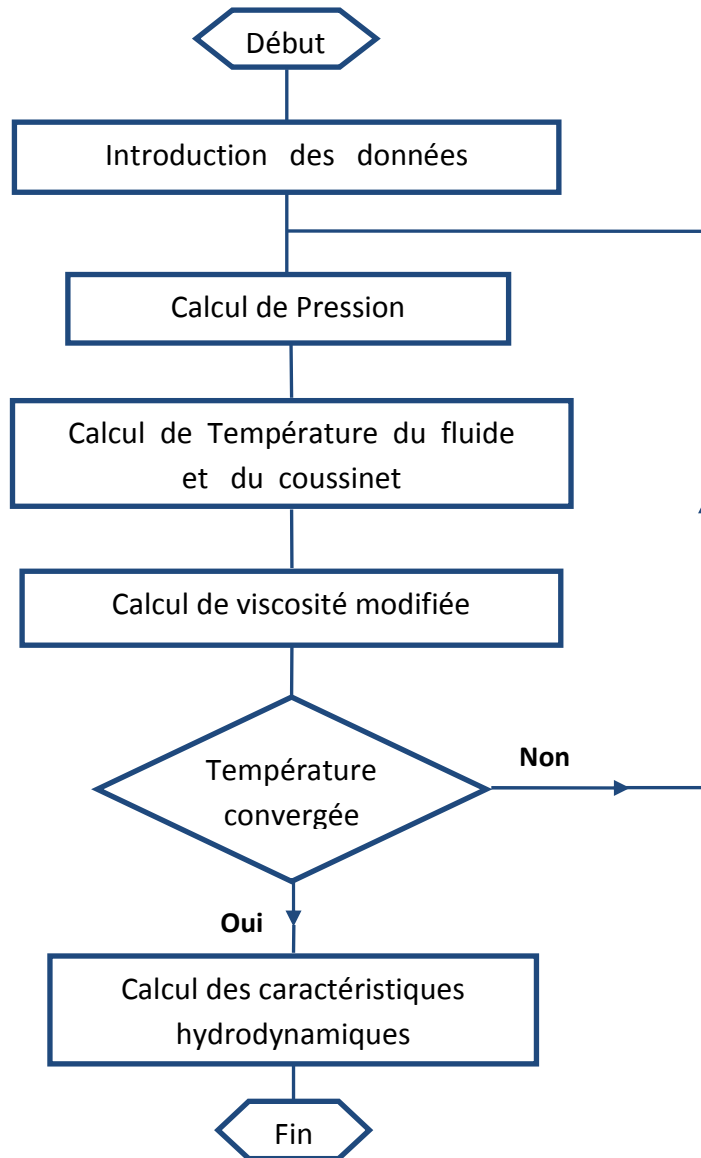 Début
Introduction des données
Calcul de Pression
Calcul de Température du fluide
et du coussinet
Calcul de viscosité modifiée
Température
convergée
Non
Oui
Calcul des caractéristiques
hydrodynamiques
Fin